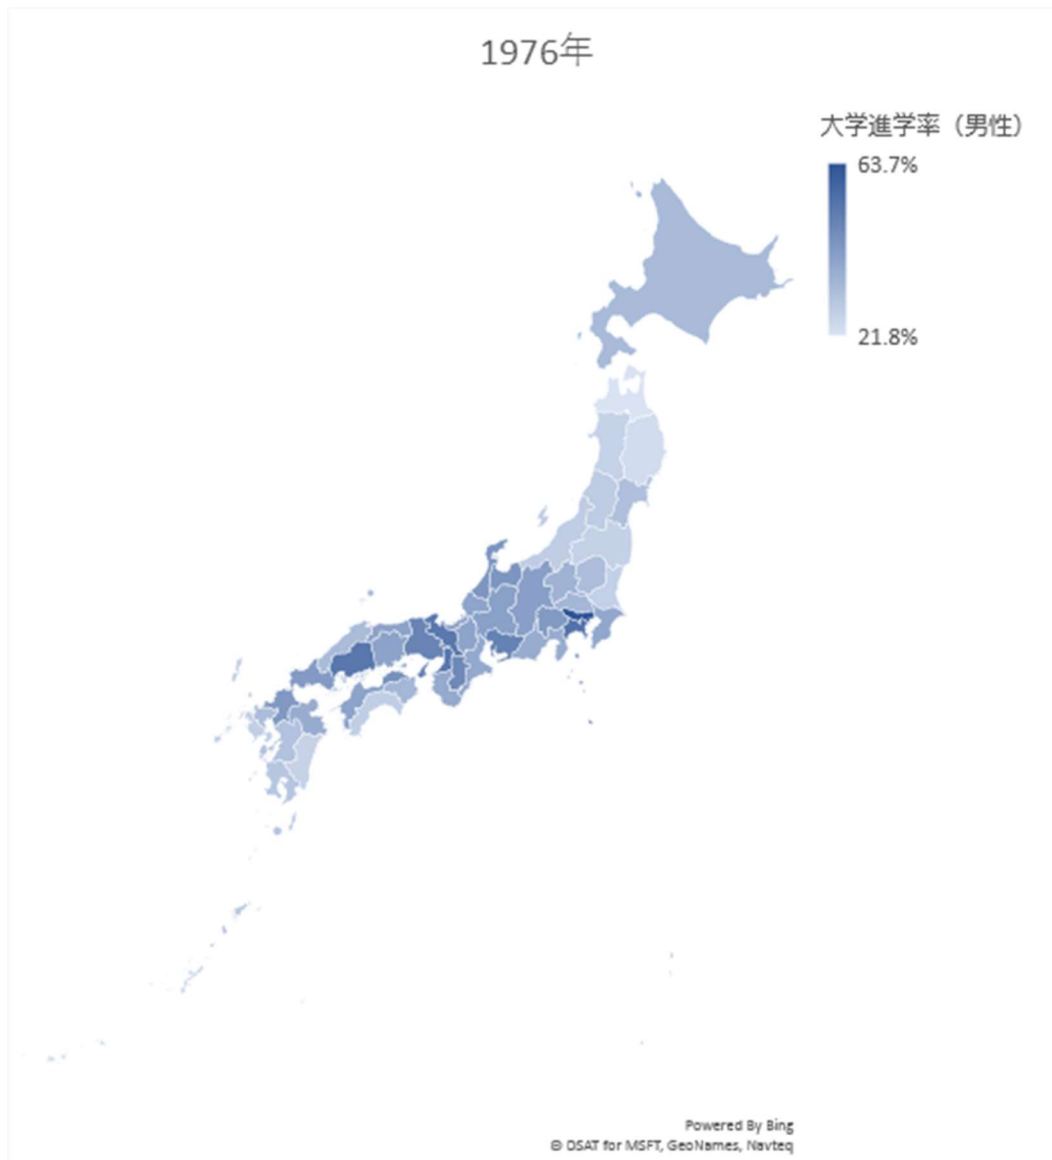 1976年
大学進学率（男性）
63.7%
21.8%
Powered By Bing
© DSAT for MSFT, GeoNames, Navteq